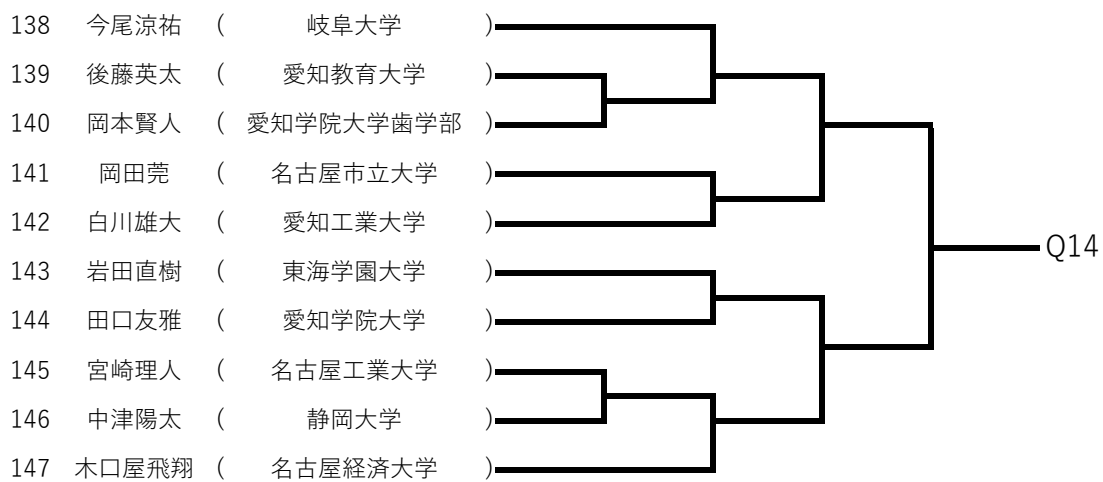 138 今尾涼祐 ( 岐阜大学 )
139 後藤英太 ( 愛知教育大学 )
140 岡本賢人 ( 愛知学院大学歯学部 )
141 岡田莞 ( 名古屋市立大学 )
142 白川雄大 ( 愛知工業大学 )
Q14
143 岩田直樹 ( 東海学園大学 )
144 田口友雅 ( 愛知学院大学 )
145 宮崎理人 ( 名古屋工業大学 )
146 中津陽太 ( 静岡大学 )
147 木口屋飛翔 ( 名古屋経済大学 )